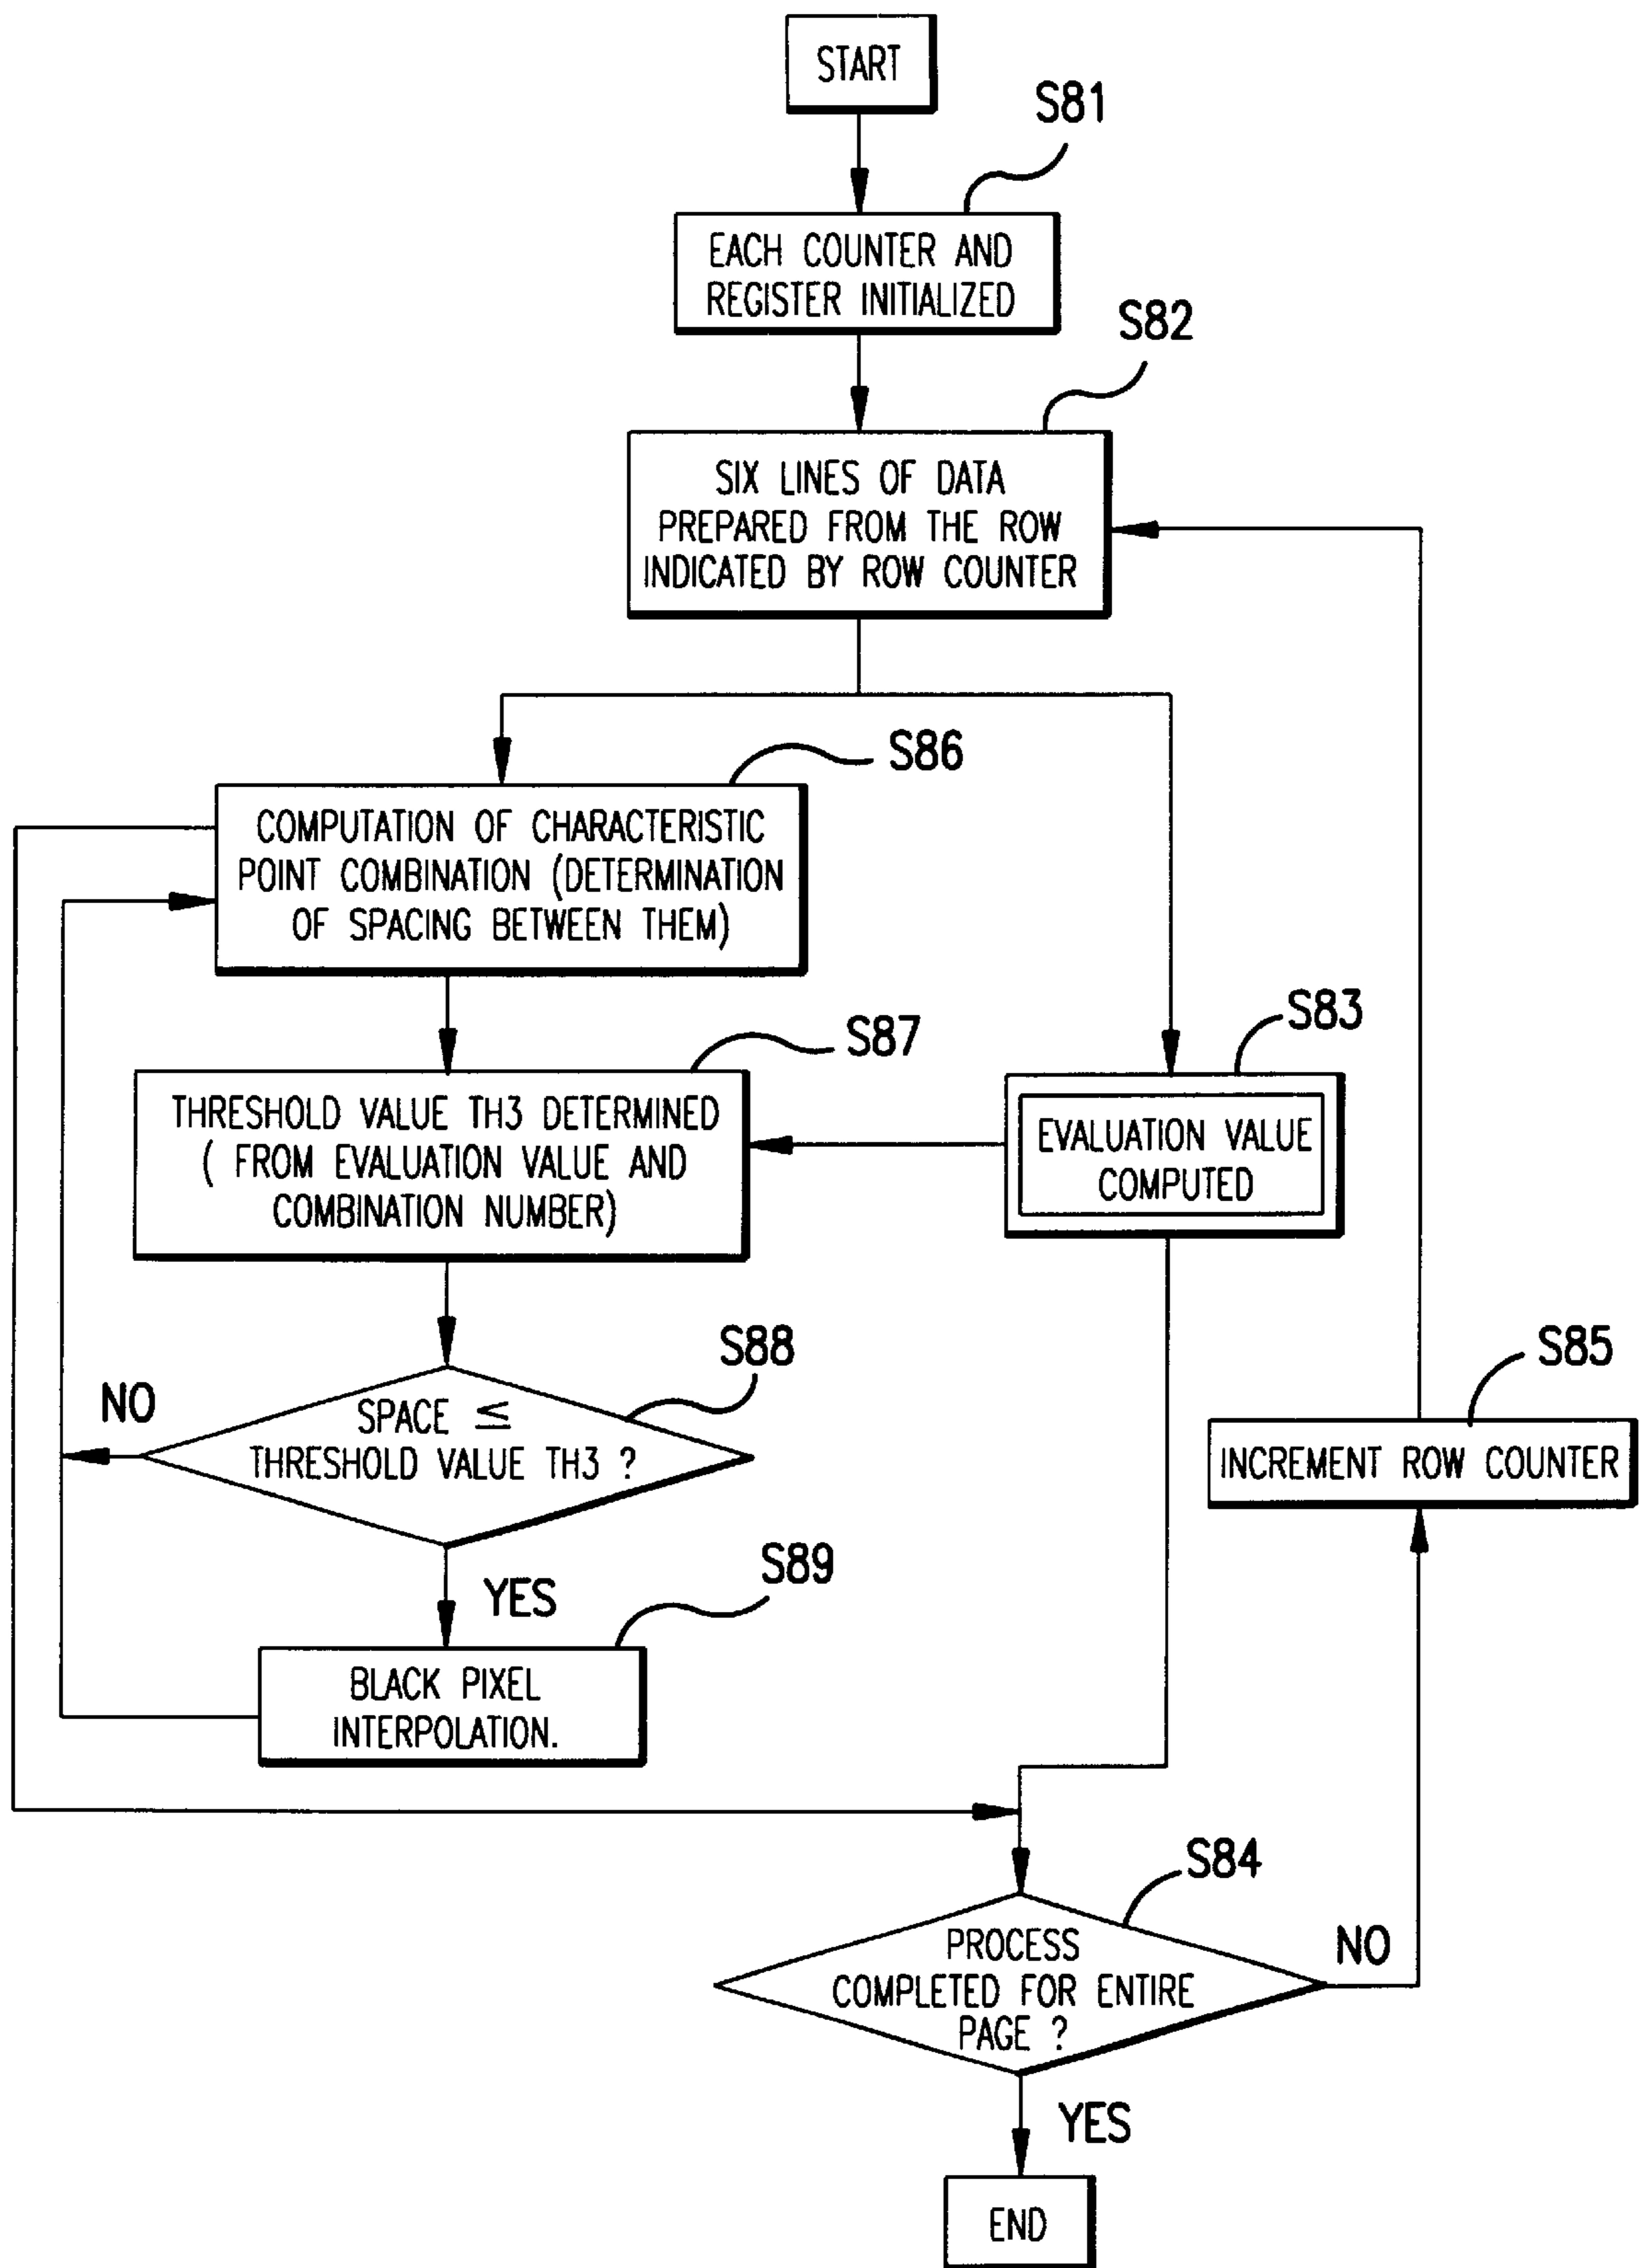 START
S81
EACH COUNTER AND
REGISTER INITIALIZED
S82
SIX LINES OF DATA
PREPARED FROM THE ROW
INDICATED BY ROW COUNTER
S86
COMPUTATION OF CHARACTERISTIC
POINT COMBINATION (DETERMINATION
OF SPACING BETWEEN THEM)
S87
THRESHOLD VALUE TH3 DETERMINED
( FROM EVALUATION VALUE AND
COMBINATION NUMBER)
S83
EVALUATION VALUE
COMPUTED
S88
NO
SPACE ≦
THRESHOLD VALUE TH3 ?
S85
INCREMENT ROW COUNTER
YES
S89
BLACK PIXEL
INTERPOLATION.
S84
PROCESS
COMPLETED FOR ENTIRE
PAGE ?
NO
YES
END